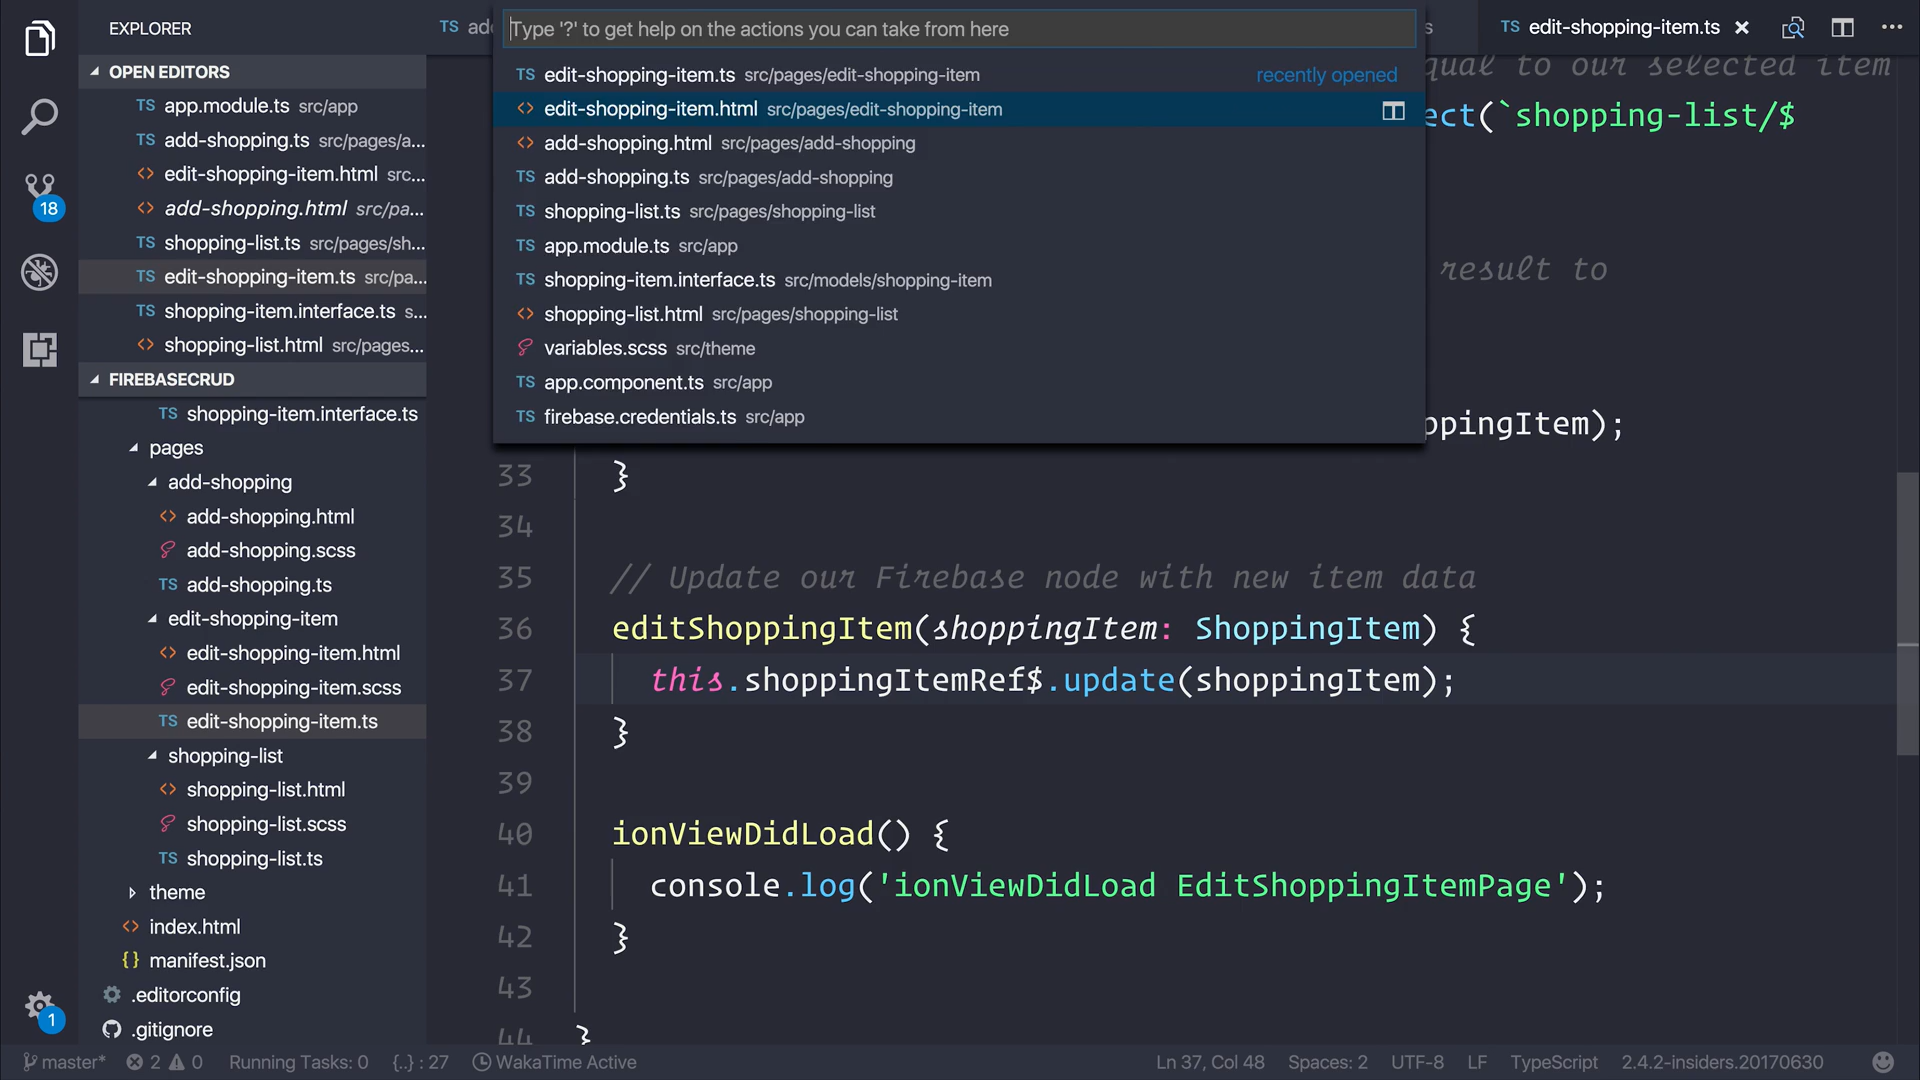 EXPLORER
OPEN EDITORS
TS app.module.ts src/app
TS add-shopping.ts src/pages/a...
<> edit-shopping-item.html src...
<> add-shopping.html src/pa...
TS shopping-list.ts src/pages/sh...
TS edit-shopping-item.ts src/pa...
TS shopping-item.interface.ts s...
<> shopping-list.html src/pages...
FIREBASECRUD
TS shopping-item.interface.ts
pages
add-shopping
<> add-shopping.html
add-shopping.scss
TS add-shopping.ts
edit-shopping-item
<> edit-shopping-item.html
edit-shopping-item.scss
TS edit-shopping-item.ts
shopping-list
<> shopping-list.html
shopping-list.scss
TS shopping-list.ts
theme
<> index.html
{} manifest.json
.editorconfig
.gitignore
18
1
TS ad
s
TS edit-shopping-item.ts
Type '?' to get help on the actions you can take from here
TS edit-shopping-item.ts src/pages/edit-shopping-item recently opened
<> edit-shopping-item.html src/pages/edit-shopping-item
<> add-shopping.html src/pages/add-shopping
TS add-shopping.ts src/pages/add-shopping
TS shopping-list.ts src/pages/shopping-list
TS app.module.ts src/app
TS shopping-item.interface.ts src/models/shopping-item
<> shopping-list.html src/pages/shopping-list
variables.scss src/theme
TS app.component.ts src/app
TS firebase.credentials.ts src/app
qual to our selected item
ect(`shopping-list/$
result to
ppingItem);
33 }
34
35 // Update our Firebase node with new item data
36 editShoppingItem(shoppingItem: ShoppingItem) {
37 this.shoppingItemRef$.update(shoppingItem);
38 }
39
40 ionViewDidLoad() {
41 console.log('ionViewDidLoad EditShoppingItemPage');
42 }
43
44 }
master* 2 0 Running Tasks: 0 {..} : 27 WakaTime Active Ln 37, Col 48 Spaces: 2 UTF-8 LF TypeScript 2.4.2-insiders.20170630